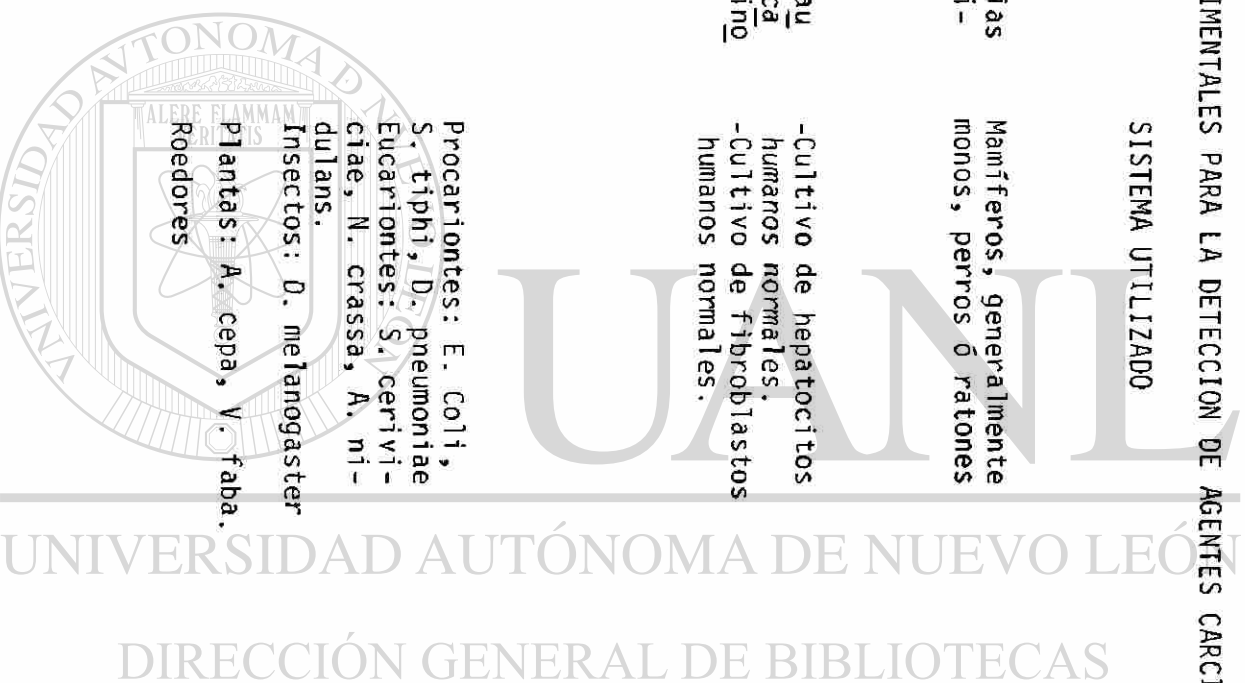 IMENTALES PARA LA DETECCION DE AGENTES CARCI
SISTEMA UTILIZADO
ias
i-
Mamíferos, generalmente
monos, perros ó ratones
au
ca
ino
-Cultivo de hepatocitos
humanos normales.
-Cultivo de fibroblastos
humanos normales.
Procariontes: E. Coli,
S. tiphi, D. pneumoniae
Eucariontes: S. cerivi-
ciae, N. crassa, A. ni-
dulans.
Insectos: D. melanogaster
Plantas: A. cepa, V. faba.
Roedores
UNIVERSIDAD AUTONOMA DE NUEVO LEON
ALERE FLAMMAM
VERITATIS
UANL
UNIVERSIDAD AUTÓNOMA DE NUEVO LEÓN
DIRECCIÓN GENERAL DE BIBLIOTECAS